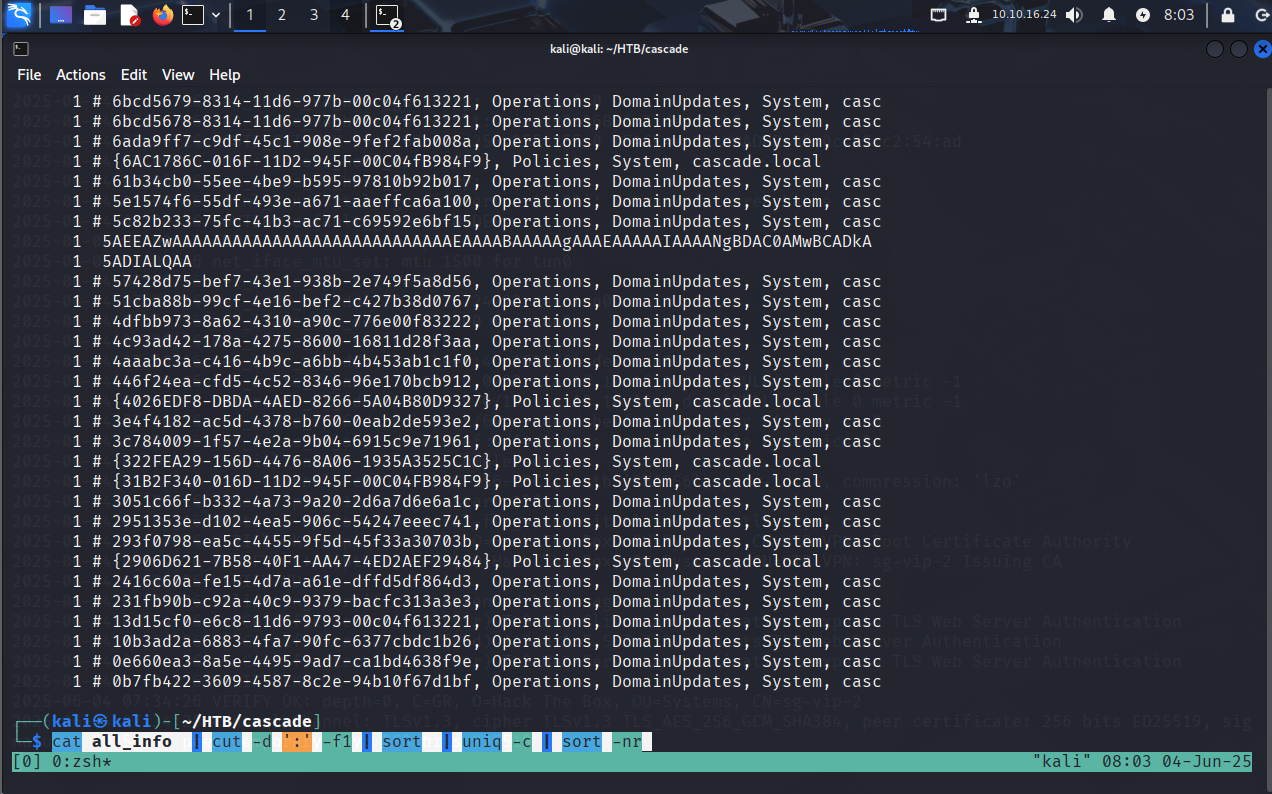 1 2 3 4 2 10.10.16.24 8:03
kali@kali: ~/HTB/cascade
File Actions Edit View Help
1 # 6bcd5679-8314-11d6-977b-00c04f613221, Operations, DomainUpdates, System, casc
1 # 6bcd5678-8314-11d6-977b-00c04f613221, Operations, DomainUpdates, System, casc
1 # 6ada9ff7-c9df-45c1-908e-9fef2fab008a, Operations, DomainUpdates, System, casc
1 # {6AC1786C-016F-11D2-945F-00C04fB984F9}, Policies, System, cascade.local
1 # 61b34cb0-55ee-4be9-b595-97810b92b017, Operations, DomainUpdates, System, casc
1 # 5e1574f6-55df-493e-a671-aaeffca6a100, Operations, DomainUpdates, System, casc
1 # 5c82b233-75fc-41b3-ac71-c69592e6bf15, Operations, DomainUpdates, System, casc
1  5AEEAZwAAAAAAAAAAAAAAAAAAAAAAAAAAAAEAAAABAAAAAgAAAEAAAAAIAAAANgBDAC0AMwBCADkA
1  5ADIALQAA
1 # 57428d75-bef7-43e1-938b-2e749f5a8d56, Operations, DomainUpdates, System, casc
1 # 51cba88b-99cf-4e16-bef2-c427b38d0767, Operations, DomainUpdates, System, casc
1 # 4dfbb973-8a62-4310-a90c-776e00f83222, Operations, DomainUpdates, System, casc
1 # 4c93ad42-178a-4275-8600-16811d28f3aa, Operations, DomainUpdates, System, casc
1 # 4aaabc3a-c416-4b9c-a6bb-4b453ab1c1f0, Operations, DomainUpdates, System, casc
1 # 446f24ea-cfd5-4c52-8346-96e170bcb912, Operations, DomainUpdates, System, casc
1 # {4026EDF8-DBDA-4AED-8266-5A04B80D9327}, Policies, System, cascade.local
1 # 3e4f4182-ac5d-4378-b760-0eab2de593e2, Operations, DomainUpdates, System, casc
1 # 3c784009-1f57-4e2a-9b04-6915c9e71961, Operations, DomainUpdates, System, casc
1 # {322FEA29-156D-4476-8A06-1935A3525C1C}, Policies, System, cascade.local
1 # {31B2F340-016D-11D2-945F-00C04FB984F9}, Policies, System, cascade.local
1 # 3051c66f-b332-4a73-9a20-2d6a7d6e6a1c, Operations, DomainUpdates, System, casc
1 # 2951353e-d102-4ea5-906c-54247eeec741, Operations, DomainUpdates, System, casc
1 # 293f0798-ea5c-4455-9f5d-45f33a30703b, Operations, DomainUpdates, System, casc
1 # {2906D621-7B58-40F1-AA47-4ED2AEF29484}, Policies, System, cascade.local
1 # 2416c60a-fe15-4d7a-a61e-dffd5df864d3, Operations, DomainUpdates, System, casc
1 # 231fb90b-c92a-40c9-9379-bacfc313a3e3, Operations, DomainUpdates, System, casc
1 # 13d15cf0-e6c8-11d6-9793-00c04f613221, Operations, DomainUpdates, System, casc
1 # 10b3ad2a-6883-4fa7-90fc-6377cbdc1b26, Operations, DomainUpdates, System, casc
1 # 0e660ea3-8a5e-4495-9ad7-ca1bd4638f9e, Operations, DomainUpdates, System, casc
1 # 0b7fb422-3609-4587-8c2e-94b10f67d1bf, Operations, DomainUpdates, System, casc
┌──(kali㉿kali)-[~/HTB/cascade]
└─$ cat all_info | cut -d ':' -f1 | sort | uniq -c | sort -nr
[0] 0:zsh* "kali" 08:03 04-Jun-25